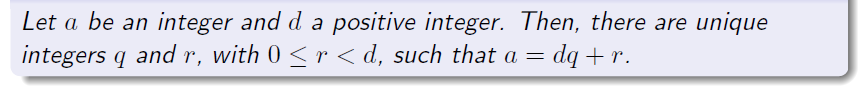 Let a be an integer and d a positive integer. Then, there are unique
integers q and r, with 0 ≤ r < d, such that a = dq + r.